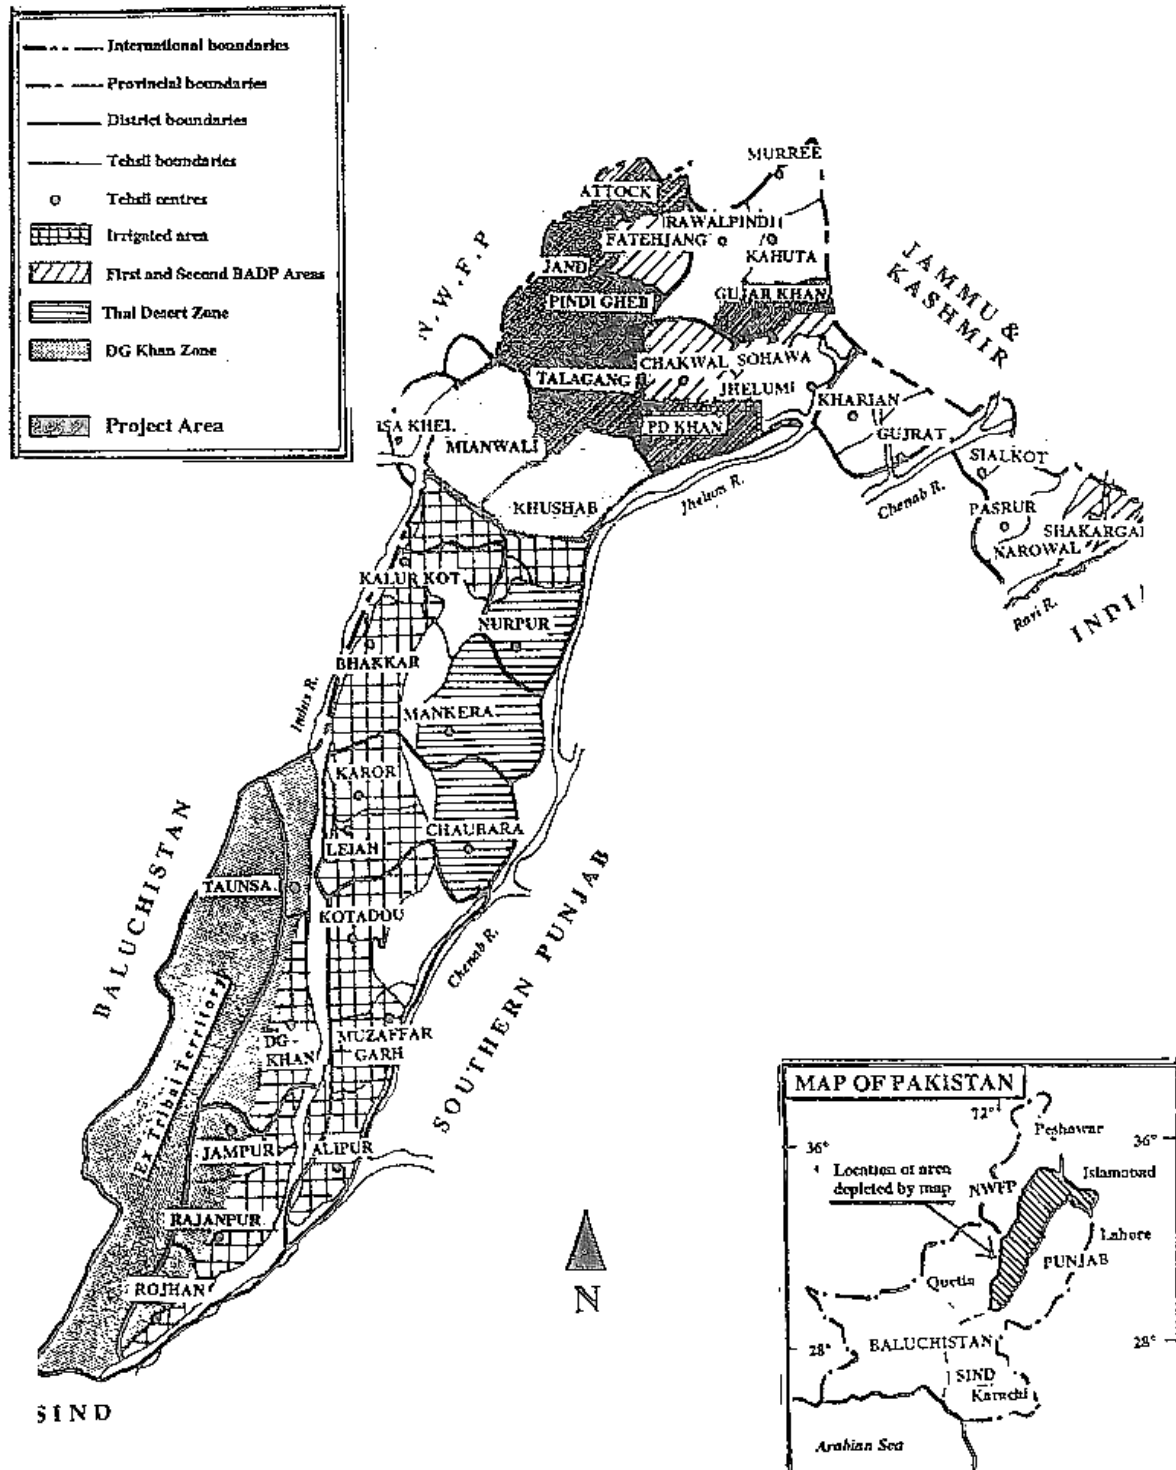 International boundaries
Provincial boundaries
District boundaries
Tehsil boundaries
Tehsil centres
Irrigated area
First and Second BADP Areas
Thal Desert Zone
DG Khan Zone
Project Area
MURREE
ATTOCK
RAWALPINDI
FATEHJANG
KAHUTA
JAND
PINDI GHEB
GUJAR KHAN
N.W.F.P
JAMMU &
KASHMIR
CHAKWAL
SOHAWA
TALAGANG
JHELUM
KHARIAN
ISA KHEL
MIANWALI
PD KHAN
GUJRAT
SIALKOT
KHUSHAB
Jhelum R.
Chenab R.
PASRUR
SHAKARGA
NAROWAL
Ravi R.
INDI
KALUR KOT
NURPUR
BHAKKAR
Indus R.
MANKERA
KAROR
CHAUBARA
LEIAH
BALUCHISTAN
TAUNSA
KOTADOU
Chenab R.
SOUTHERN PUNJAB
Ex Tribal Territory
DG-
KHAN
MUZAFFAR
GARH
JAMPUR
ALIPUR
RAJANPUR
ROJHAN
N
SIND
MAP OF PAKISTAN
72°
36°
Peshawar
36°
Location of area
depleted by map
NWFP
Islamabad
Lahore
PUNJAB
Quetta
28°
BALUCHISTAN
28°
SIND
Karachi
Arabian Sea